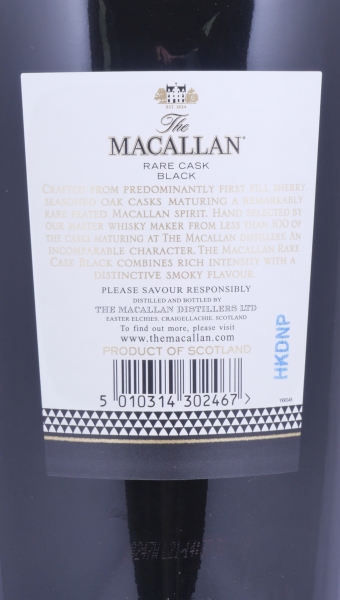 EST. 1824
The
MACALLAN®
RARE CASK
BLACK
CRAFTED FROM PREDOMINANTLY FIRST FILL SHERRY
SEASONED OAK CASKS MATURING A REMARKABLY
RARE PEATED MACALLAN SPIRIT. HAND SELECTED BY
OUR MASTER WHISKY MAKER FROM LESS THAN 100 OF
THE CASKS MATURING AT THE MACALLAN DISTILLERY. AN
INCOMPARABLE CHARACTER, THE MACALLAN RARE
CASK BLACK COMBINES RICH INTENSITY WITH A
DISTINCTIVE SMOKY FLAVOUR.
PLEASE SAVOUR RESPONSIBLY
DISTILLED AND BOTTLED BY
THE MACALLAN DISTILLERS LTD
EASTER ELCHIES, CRAIGELLACHIE, SCOTLAND
To find out more, please visit
www.themacallan.com
PRODUCT OF SCOTLAND
5 010314 302467 >
HKDNP